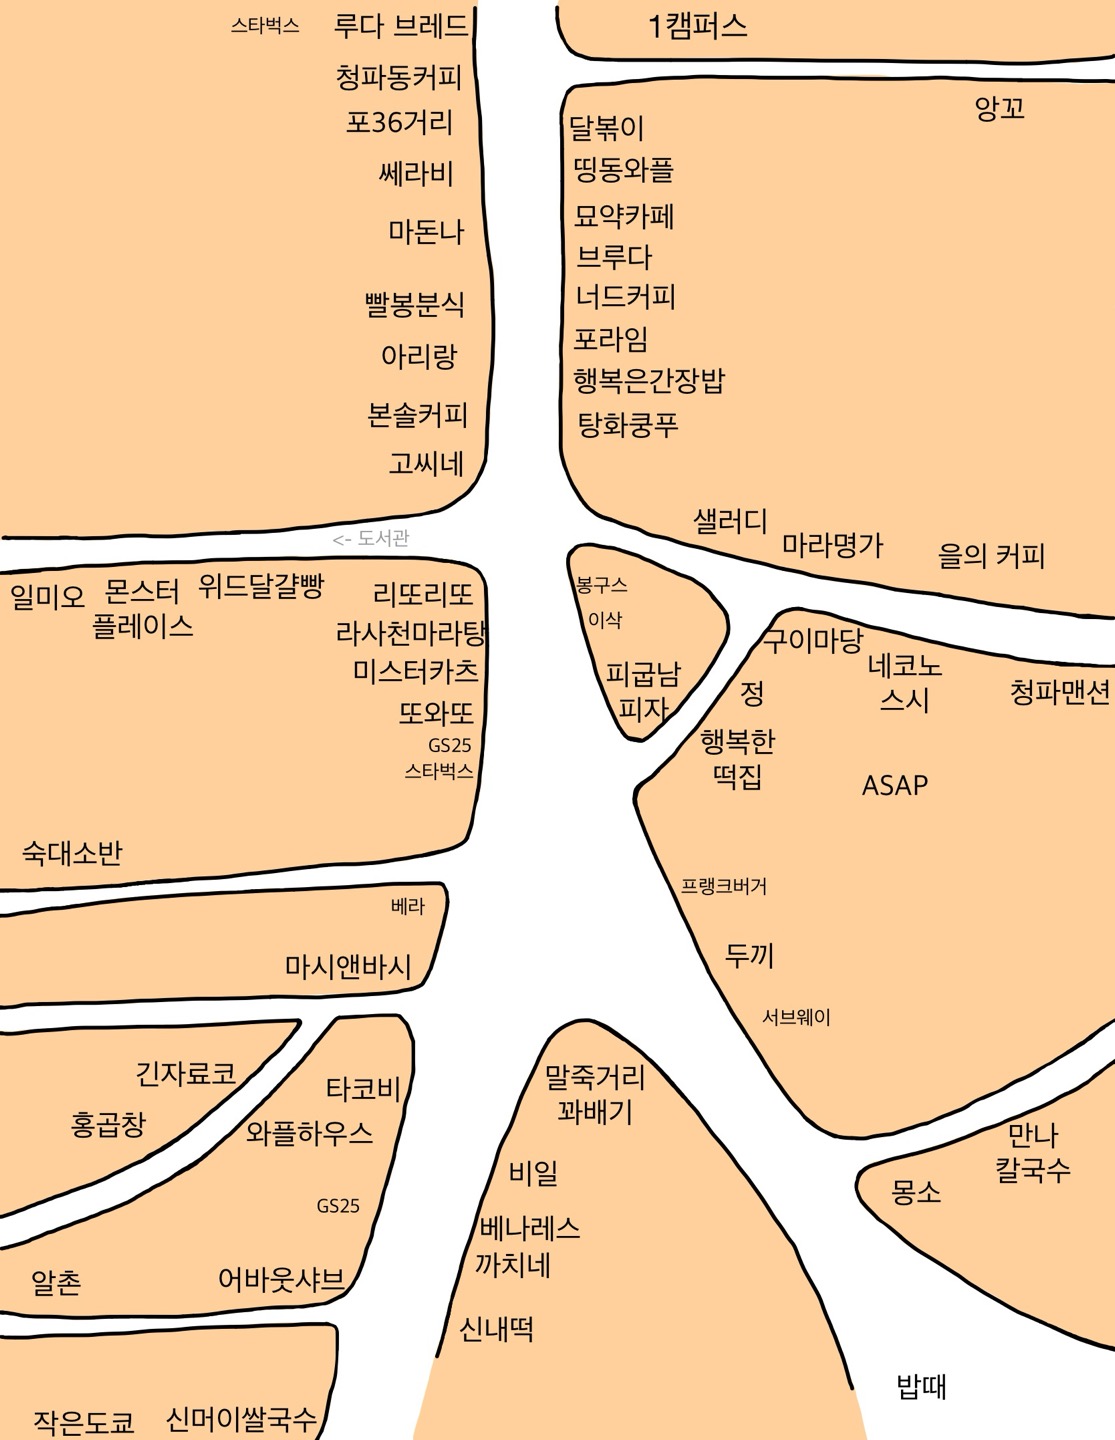 스타벅스 루다 브레드
청파동커피
포36거리
쎄라비
마돈나
빨봉분식
아리랑
본솔커피
고씨네
1캠퍼스
앙꼬
달볶이
띵동와플
묘약카페
브루다
너드커피
포라임
행복은간장밥
탕화쿵푸
샐러디
마라명가
을의 커피
<- 도서관
일미오
몬스터
플레이스
위드달걀빵
리또리또
라사천마라탕
미스터카츠
또와또
GS25
스타벅스
숙대소반
봉구스
이삭
피굽남
피자
구이마당
네코노
스시
청파맨션
정
행복한
떡집
ASAP
프랭크버거
두끼
서브웨이
베라
마시앤바시
긴자료코
홍곱창
타코비
와플하우스
GS25
알촌
어바웃샤브
말죽거리
꽈배기
비일
베나레스
까치네
신내떡
만나
칼국수
몽소
밥때
작은도쿄
신머이쌀국수